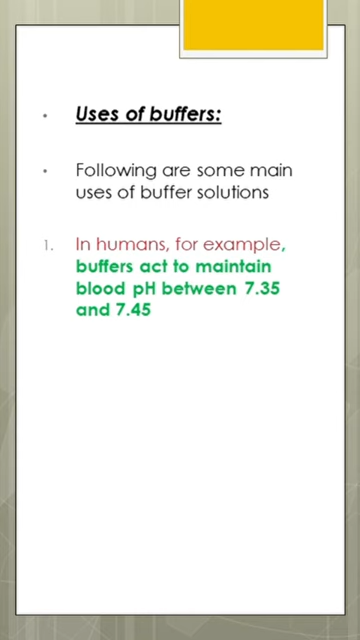 • Uses of buffers:
• Following are some main
uses of buffer solutions
1. In humans, for example,
buffers act to maintain
blood pH between 7.35
and 7.45